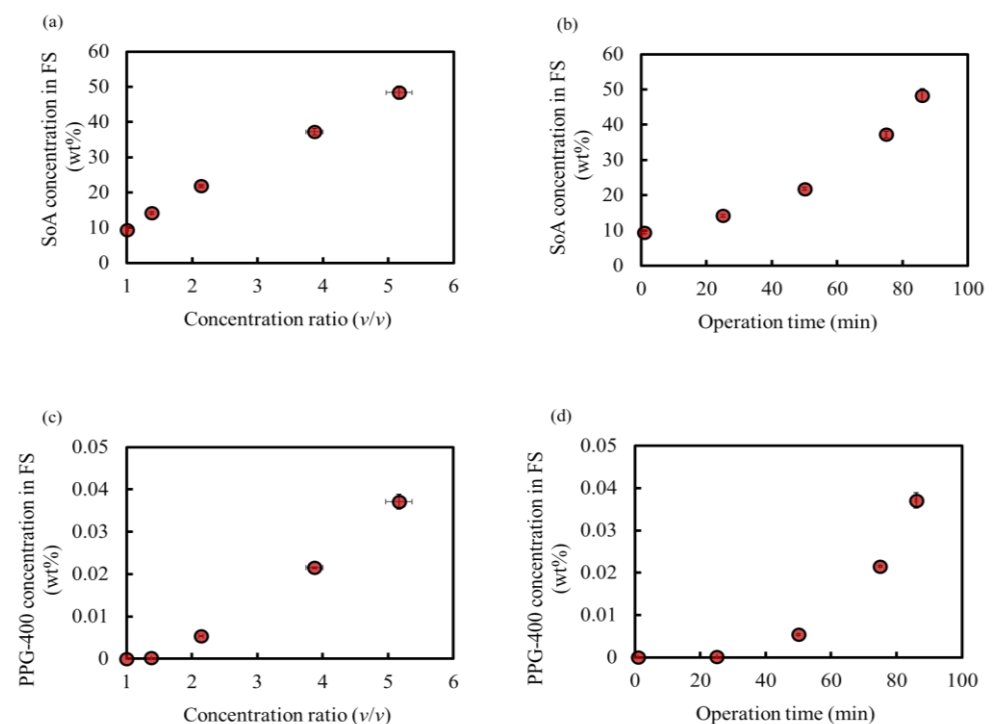 (a)
SoA concentration in FS
(wt%)
60
50
40
30
20
10
0
1 2 3 4 5 6
Concentration ratio (v/v)
(b)
SoA concentration in FS
(wt%)
60
50
40
30
20
10
0
0 20 40 60 80 100
Operation time (min)
(c)
PPG-400 concentration in FS
(wt%)
0.05
0.04
0.03
0.02
0.01
0
1 2 3 4 5 6
Concentration ratio (v/v)
(d)
PPG-400 concentration in FS
(wt%)
0.05
0.04
0.03
0.02
0.01
0
0 20 40 60 80 100
Operation time (min)